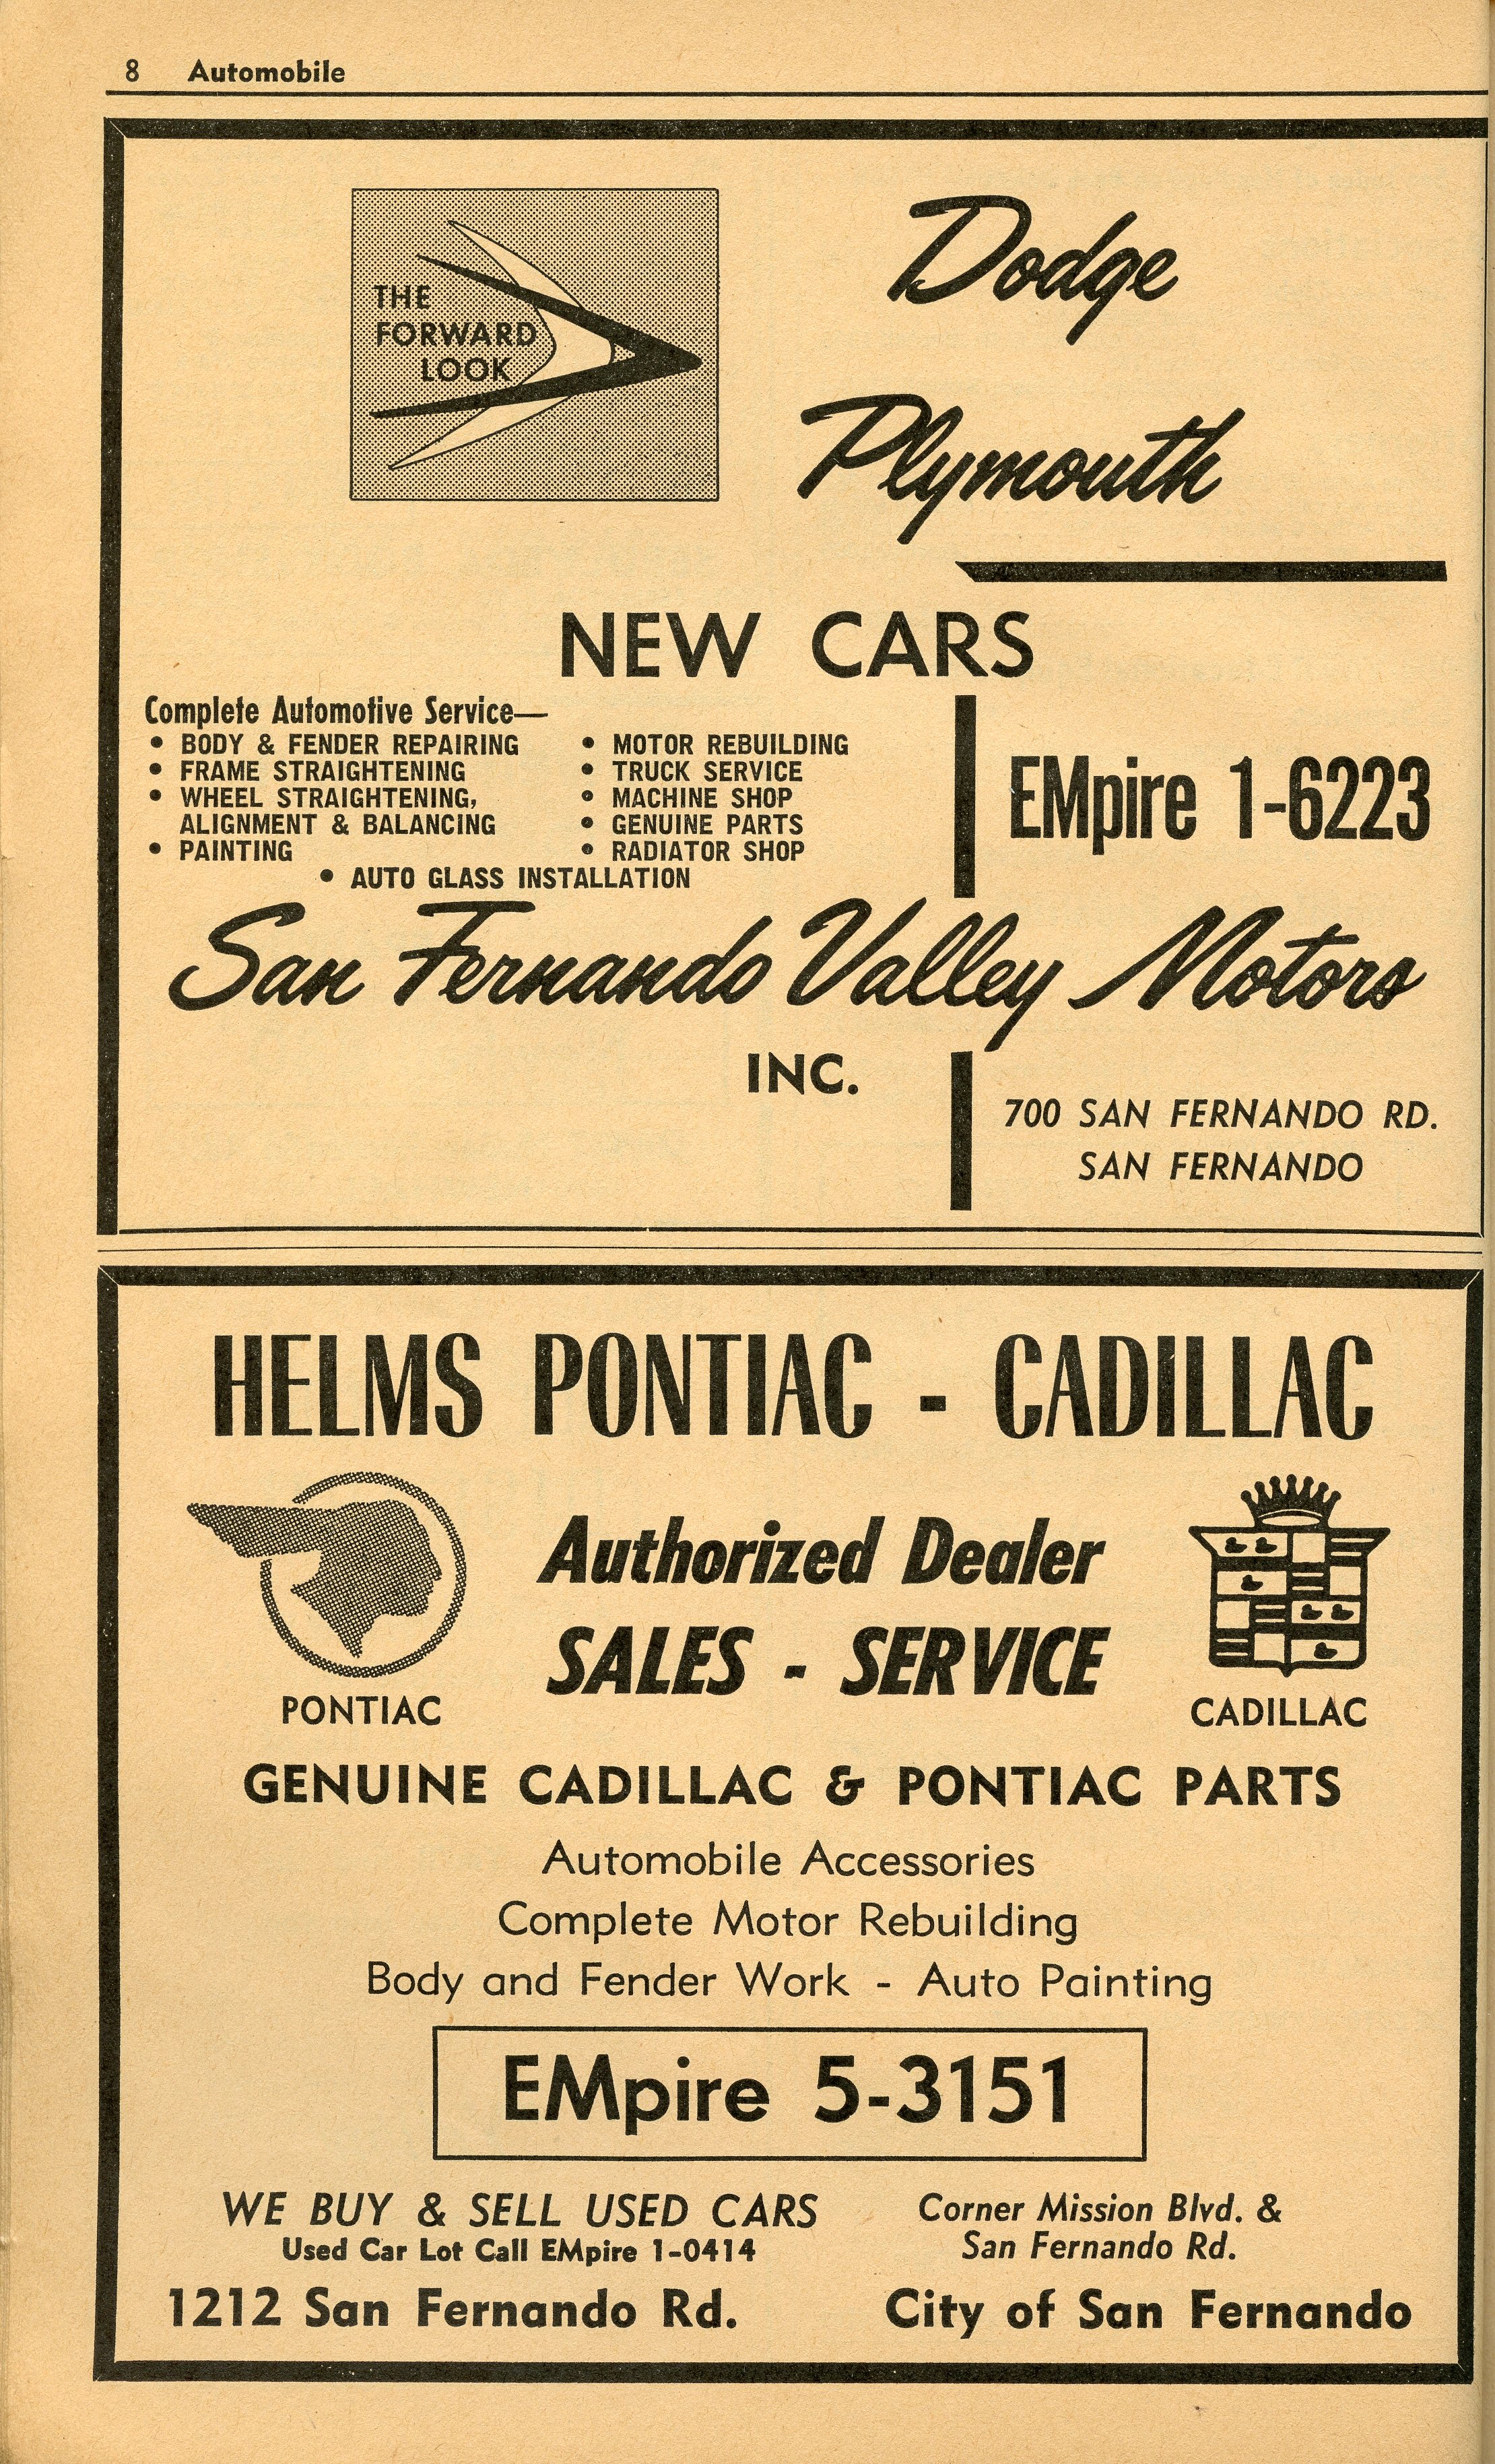 8 Automobile
THE
FORWARD
LOOK
Dodge
Plymouth
NEW CARS
Complete Automotive Service—
• BODY & FENDER REPAIRING
• FRAME STRAIGHTENING
• WHEEL STRAIGHTENING,
ALIGNMENT & BALANCING
• PAINTING
• MOTOR REBUILDING
• TRUCK SERVICE
• MACHINE SHOP
• GENUINE PARTS
• RADIATOR SHOP
• AUTO GLASS INSTALLATION
EMpire 1-6223
San Fernando Valley Motors
INC.
700 SAN FERNANDO RD.
SAN FERNANDO
HELMS PONTIAC - CADILLAC
Authorized Dealer
SALES - SERVICE
PONTIAC
CADILLAC
GENUINE CADILLAC & PONTIAC PARTS
Automobile Accessories
Complete Motor Rebuilding
Body and Fender Work - Auto Painting
EMpire 5-3151
WE BUY & SELL USED CARS
Used Car Lot Call EMpire 1-0414
1212 San Fernando Rd.
Corner Mission Blvd. &
San Fernando Rd.
City of San Fernando